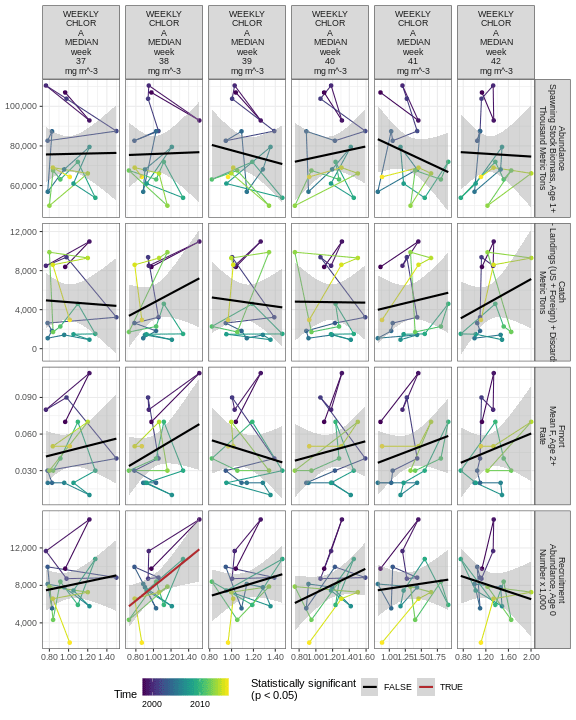 WEEKLY
CHLOR
A
MEDIAN
week
37
mg m^-3
WEEKLY
CHLOR
A
MEDIAN
week
38
mg m^-3
WEEKLY
CHLOR
A
MEDIAN
week
39
mg m^-3
WEEKLY
CHLOR
A
MEDIAN
week
40
mg m^-3
WEEKLY
CHLOR
A
MEDIAN
week
41
mg m^-3
WEEKLY
CHLOR
A
MEDIAN
week
42
mg m^-3
100,000
80,000
60,000
Abundance
Spawning Stock Biomass, Age 1+
Thousand Metric Tons
12,000
8,000
4,000
0
Catch
- Landings (US + Foreign) + Discard
Metric Tons
0.090
0.060
0.030
Fmort
Mean F, Age 2+
Rate
12,000
8,000
4,000
Recruitment
Abundance, Age 0
Number x 1,000
0.80 1.00 1.20 1.40
0.80 1.00 1.20 1.40
0.80 1.00 1.20 1.40
0.80 1.00 1.20 1.40 1.60
1.00 1.25 1.50 1.75
0.80 1.20 1.60 2.00
Time
2000 2010
Statistically significant
(p < 0.05)
FALSE
TRUE